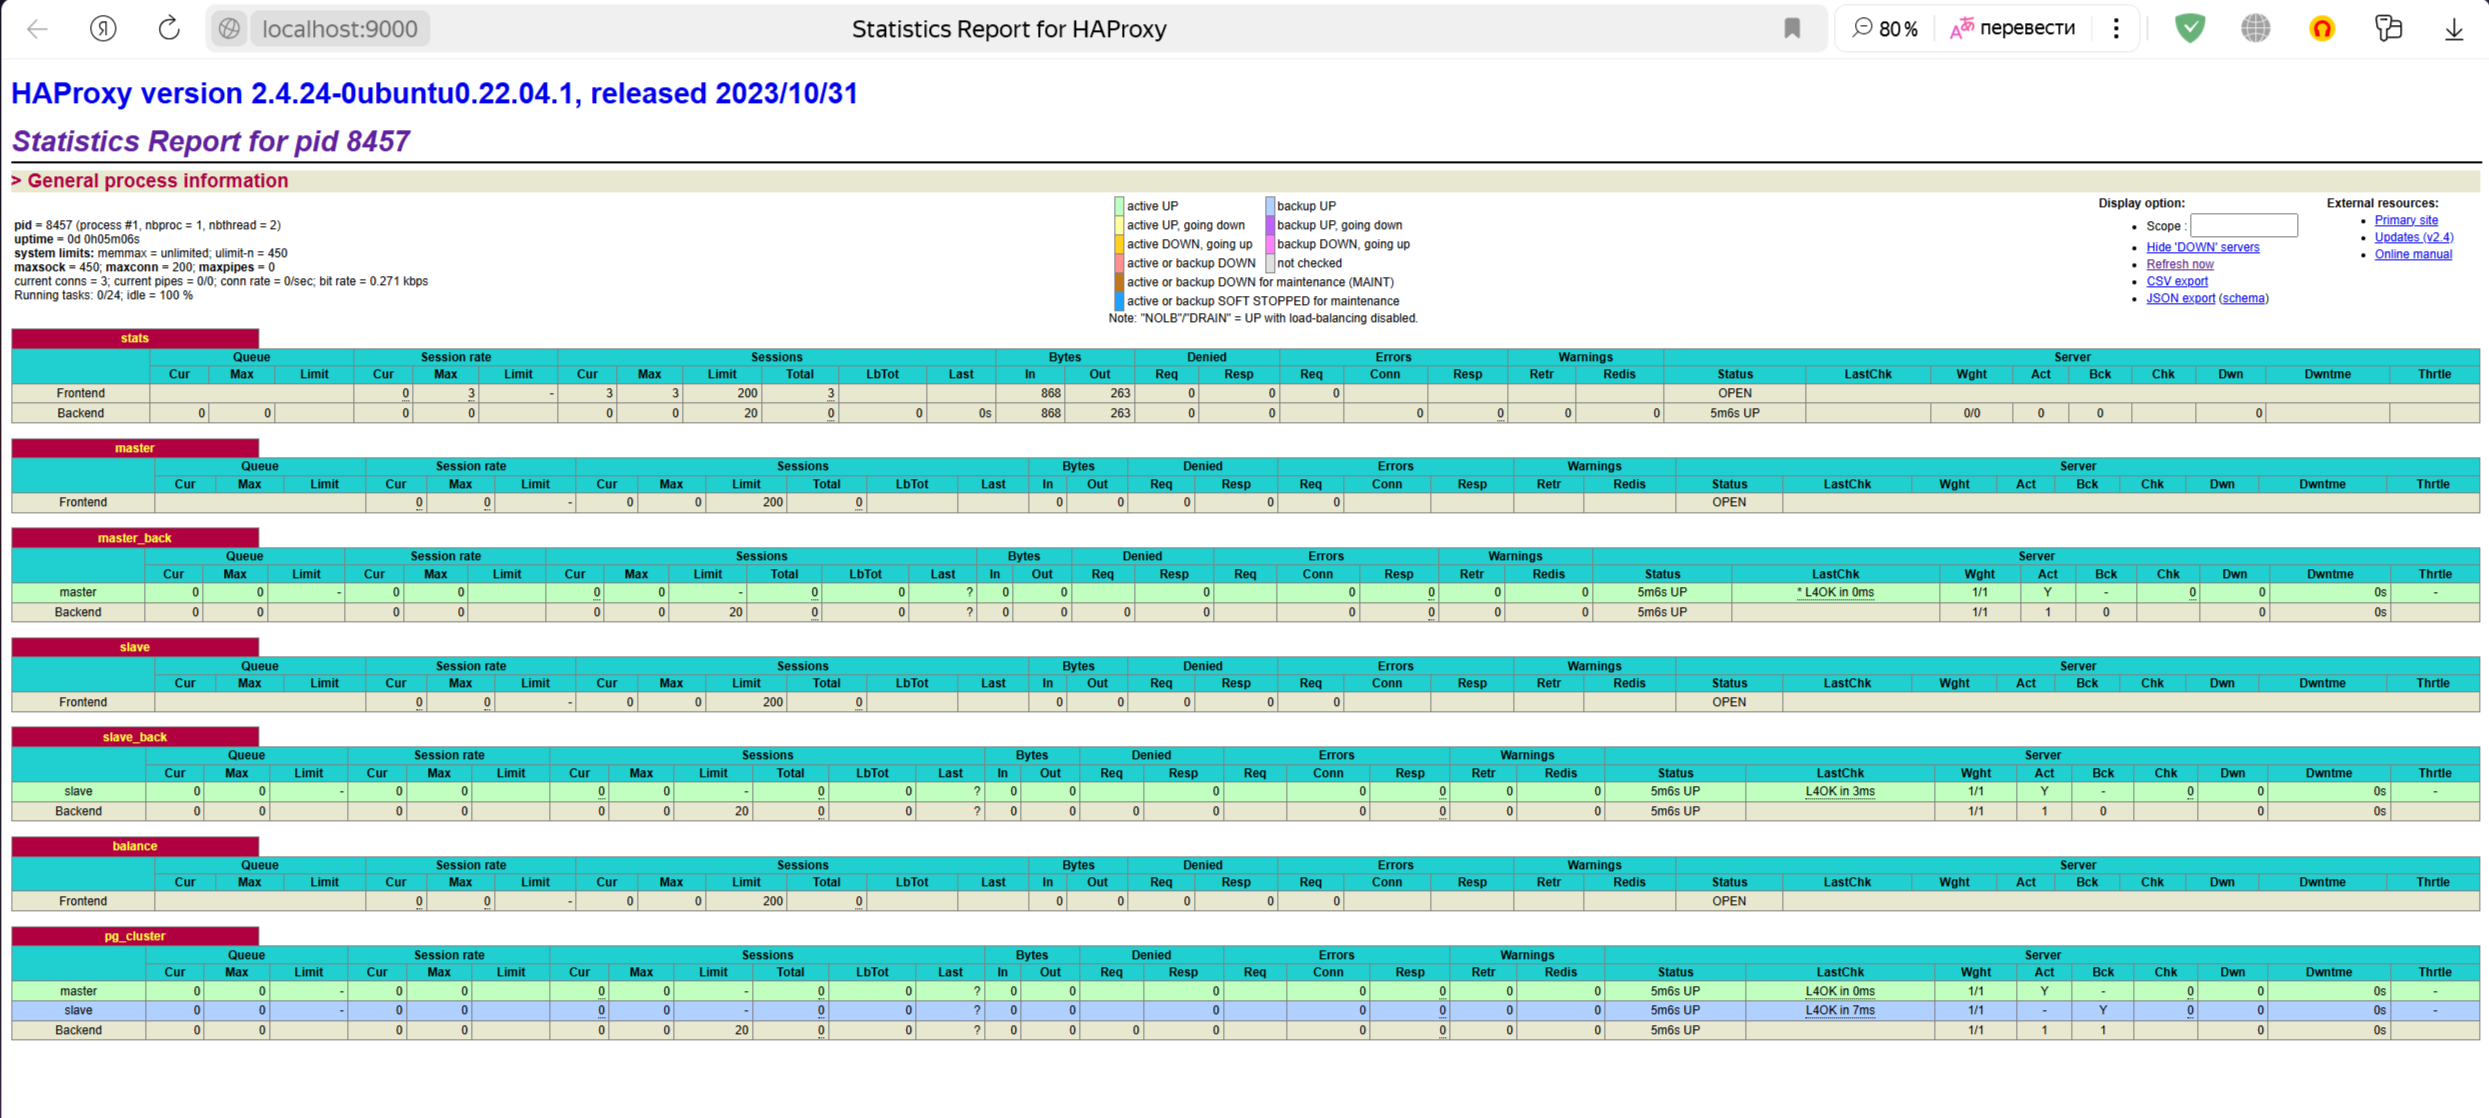 localhost:9000
Statistics Report for HAProxy
80 %
перевести
HAProxy version 2.4.24-0ubuntu0.22.04.1, released 2023/10/31
Statistics Report for pid 8457
> General process information
pid = 8457 (process #1, nbproc = 1, nbthread = 2)
uptime = 0d 0h05m06s
system limits: memmax = unlimited; ulimit-n = 450
maxsock = 450; maxconn = 200; maxpipes = 0
current conns = 3; current pipes = 0/0; conn rate = 0/sec; bit rate = 0.271 kbps
Running tasks: 0/24; idle = 100 %
active UP backup UP
active UP, going down backup UP, going down
active DOWN, going up backup DOWN, going up
active or backup DOWN not checked
active or backup DOWN for maintenance (MAINT)
active or backup SOFT STOPPED for maintenance
Note: "NOLB"/"DRAIN" = UP with load-balancing disabled.
Display option:
Scope :
Hide 'DOWN' servers
Refresh now
CSV export
JSON export (schema)
External resources:
Primary site
Updates (v2.4)
Online manual
stats
Queue Session rate Sessions Bytes Denied Errors Warnings Server
Cur Max Limit Cur Max Limit Cur Max Limit Total LbTot Last In Out Req Resp Req Conn Resp Retr Redis Status LastChk Wght Act Bck Chk Dwn Dwntme Thrtle
Frontend 0 3 - 3 3 200 3 868 263 0 0 0 OPEN
Backend 0 0 0 0 0 0 20 0 0 0s 868 263 0 0 0 0 0 0 5m6s UP 0/0 0 0 0
master
Queue Session rate Sessions Bytes Denied Errors Warnings Server
Cur Max Limit Cur Max Limit Cur Max Limit Total LbTot Last In Out Req Resp Req Conn Resp Retr Redis Status LastChk Wght Act Bck Chk Dwn Dwntme Thrtle
Frontend 0 0 - 0 0 200 0 0 0 0 0 0 OPEN
master_back
Queue Session rate Sessions Bytes Denied Errors Warnings Server
Cur Max Limit Cur Max Limit Cur Max Limit Total LbTot Last In Out Req Resp Req Conn Resp Retr Redis Status LastChk Wght Act Bck Chk Dwn Dwntme Thrtle
master 0 0 - 0 0 0 0 - 0 0 ? 0 0 0 0 0 0 0 5m6s UP * L4OK in 0ms 1/1 Y - 0 0 0s -
Backend 0 0 0 0 0 0 20 0 0 ? 0 0 0 0 0 0 0 0 5m6s UP 1/1 1 0 0 0s
slave
Queue Session rate Sessions Bytes Denied Errors Warnings Server
Cur Max Limit Cur Max Limit Cur Max Limit Total LbTot Last In Out Req Resp Req Conn Resp Retr Redis Status LastChk Wght Act Bck Chk Dwn Dwntme Thrtle
Frontend 0 0 - 0 0 200 0 0 0 0 0 0 OPEN
slave_back
Queue Session rate Sessions Bytes Denied Errors Warnings Server
Cur Max Limit Cur Max Limit Cur Max Limit Total LbTot Last In Out Req Resp Req Conn Resp Retr Redis Status LastChk Wght Act Bck Chk Dwn Dwntme Thrtle
slave 0 0 - 0 0 0 0 - 0 0 ? 0 0 0 0 0 0 0 5m6s UP L4OK in 3ms 1/1 Y - 0 0 0s -
Backend 0 0 0 0 0 0 20 0 0 ? 0 0 0 0 0 0 0 0 5m6s UP 1/1 1 0 0 0s
balance
Queue Session rate Sessions Bytes Denied Errors Warnings Server
Cur Max Limit Cur Max Limit Cur Max Limit Total LbTot Last In Out Req Resp Req Conn Resp Retr Redis Status LastChk Wght Act Bck Chk Dwn Dwntme Thrtle
Frontend 0 0 - 0 0 200 0 0 0 0 0 0 OPEN
pg_cluster
Queue Session rate Sessions Bytes Denied Errors Warnings Server
Cur Max Limit Cur Max Limit Cur Max Limit Total LbTot Last In Out Req Resp Req Conn Resp Retr Redis Status LastChk Wght Act Bck Chk Dwn Dwntme Thrtle
master 0 0 - 0 0 0 0 - 0 0 ? 0 0 0 0 0 0 0 5m6s UP L4OK in 0ms 1/1 Y - 0 0 0s -
slave 0 0 - 0 0 0 0 - 0 0 ? 0 0 0 0 0 0 0 5m6s UP L4OK in 7ms 1/1 - Y 0 0 0s -
Backend 0 0 0 0 0 0 20 0 0 ? 0 0 0 0 0 0 0 0 5m6s UP 1/1 1 1 0 0s